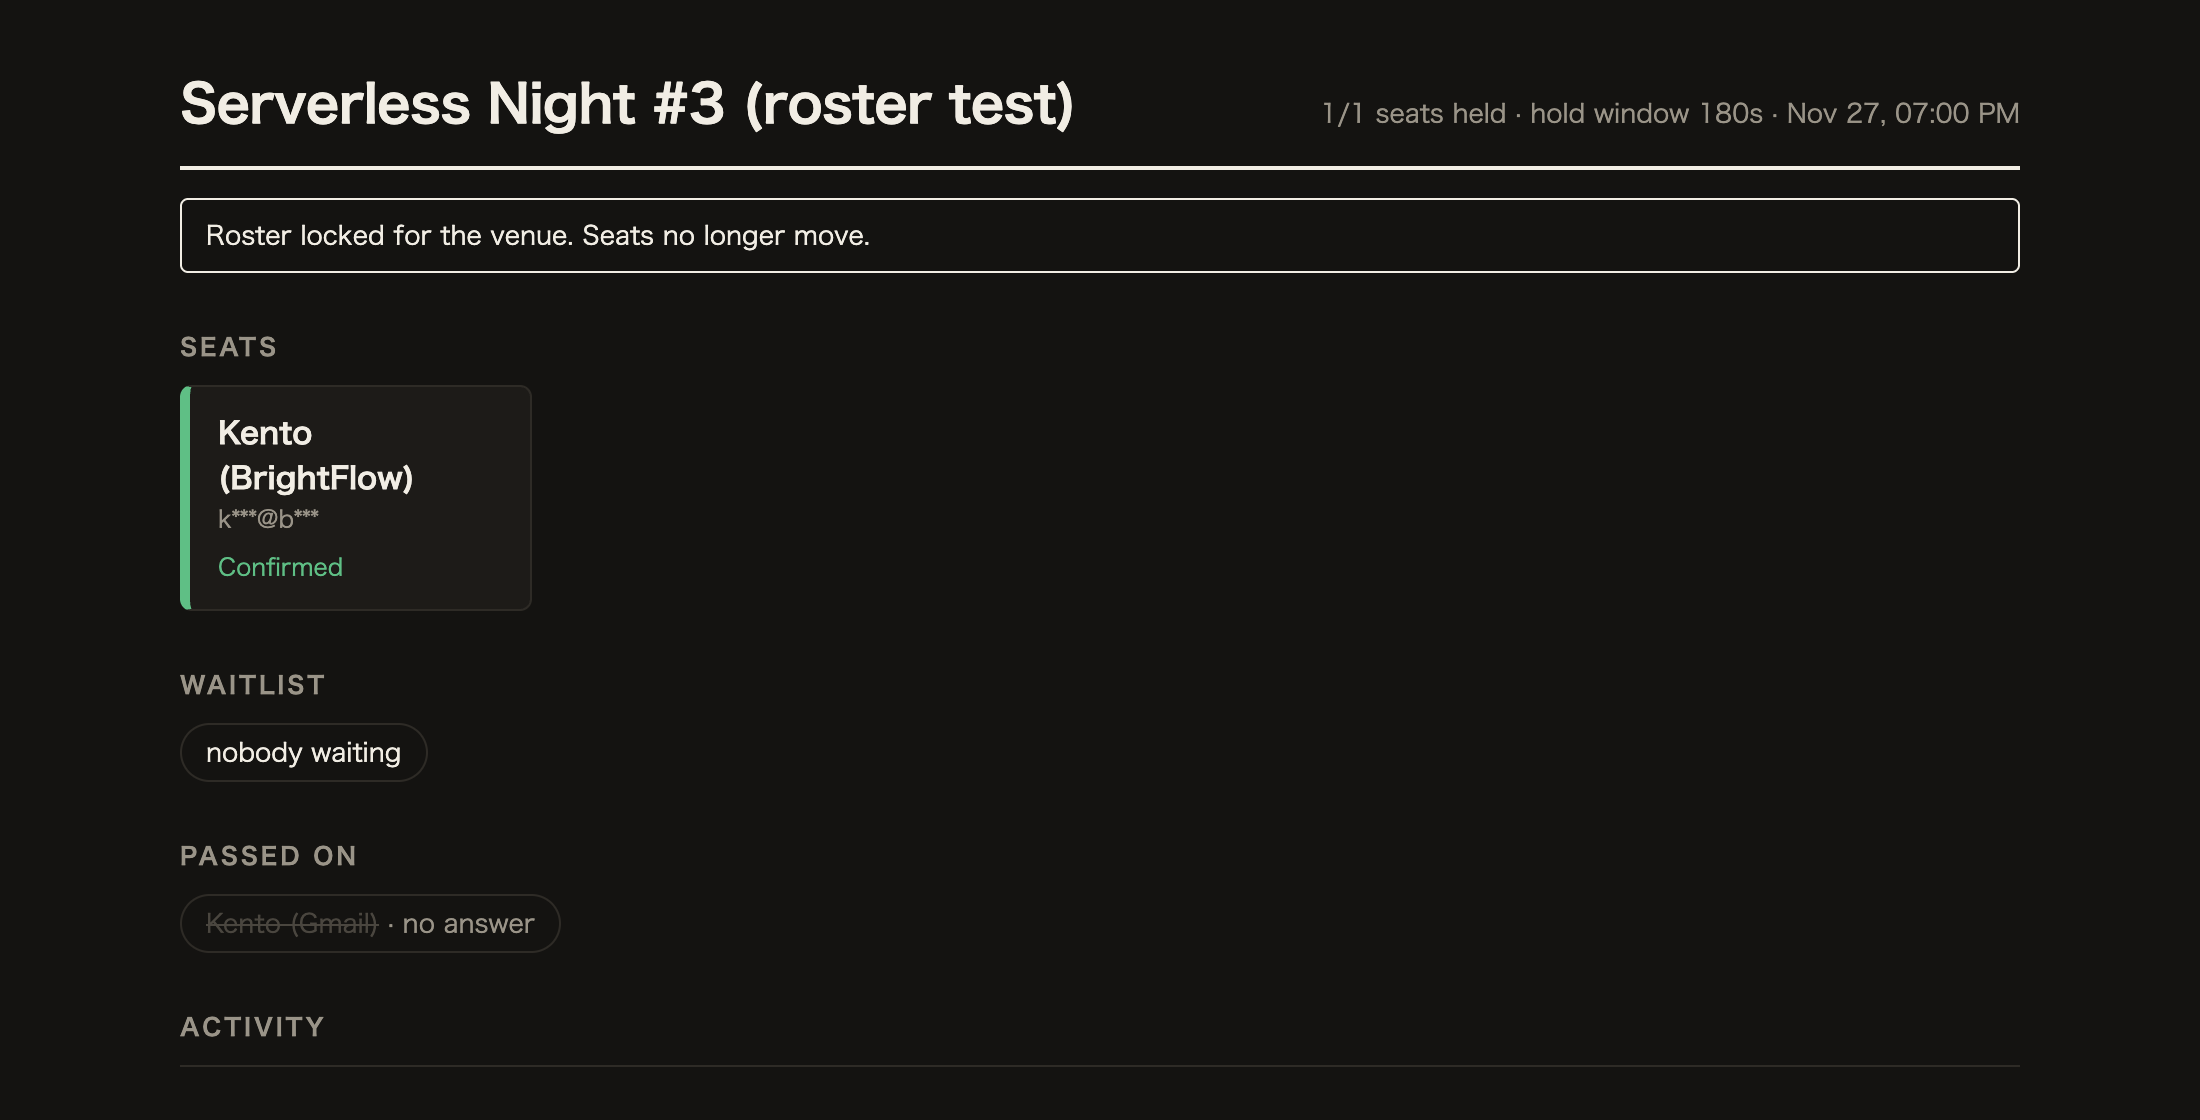 Serverless Night #3 (roster test)
1/1 seats held · hold window 180s · Nov 27, 07:00 PM
Roster locked for the venue. Seats no longer move.
SEATS
Kento
(BrightFlow)
k***@b***
Confirmed
WAITLIST
nobody waiting
PASSED ON
Kento (Gmail) · no answer
ACTIVITY